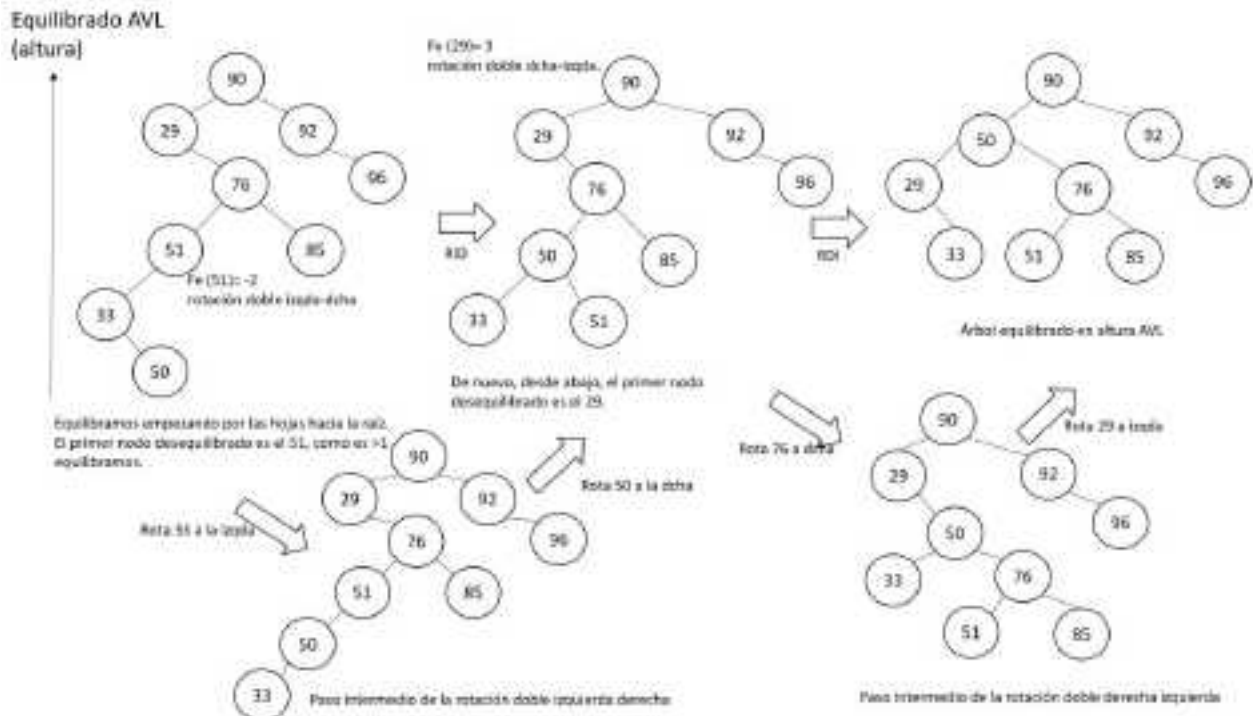 Equilibrado AVL
(altura)
90
29
92
76
96
51
85
33
50
Fe (51)= -2
rotación doble izqda-dcha
Equilibramos empezando por las hojas hacia la raíz.
El primer nodo desequilibrado es el 51, como es >1
equilibramos.
RID
Fe (29)= 3
rotación doble dcha-izqda.
90
29
92
76
96
50
85
33
51
De nuevo, desde abajo, el primer nodo
desequilibrado es el 29.
RDI
90
50
92
29
76
96
33
51
85
Árbol equilibrado en altura AVL
Rota 33 a la izqda
90
29
92
76
96
51
85
50
33
Rota 50 a la dcha
Paso intermedio de la rotación doble izquierda derecha
Rota 76 a dcha
90
29
92
50
96
33
76
51
85
Rota 29 a izqda
Paso intermedio de la rotación doble derecha izquierda